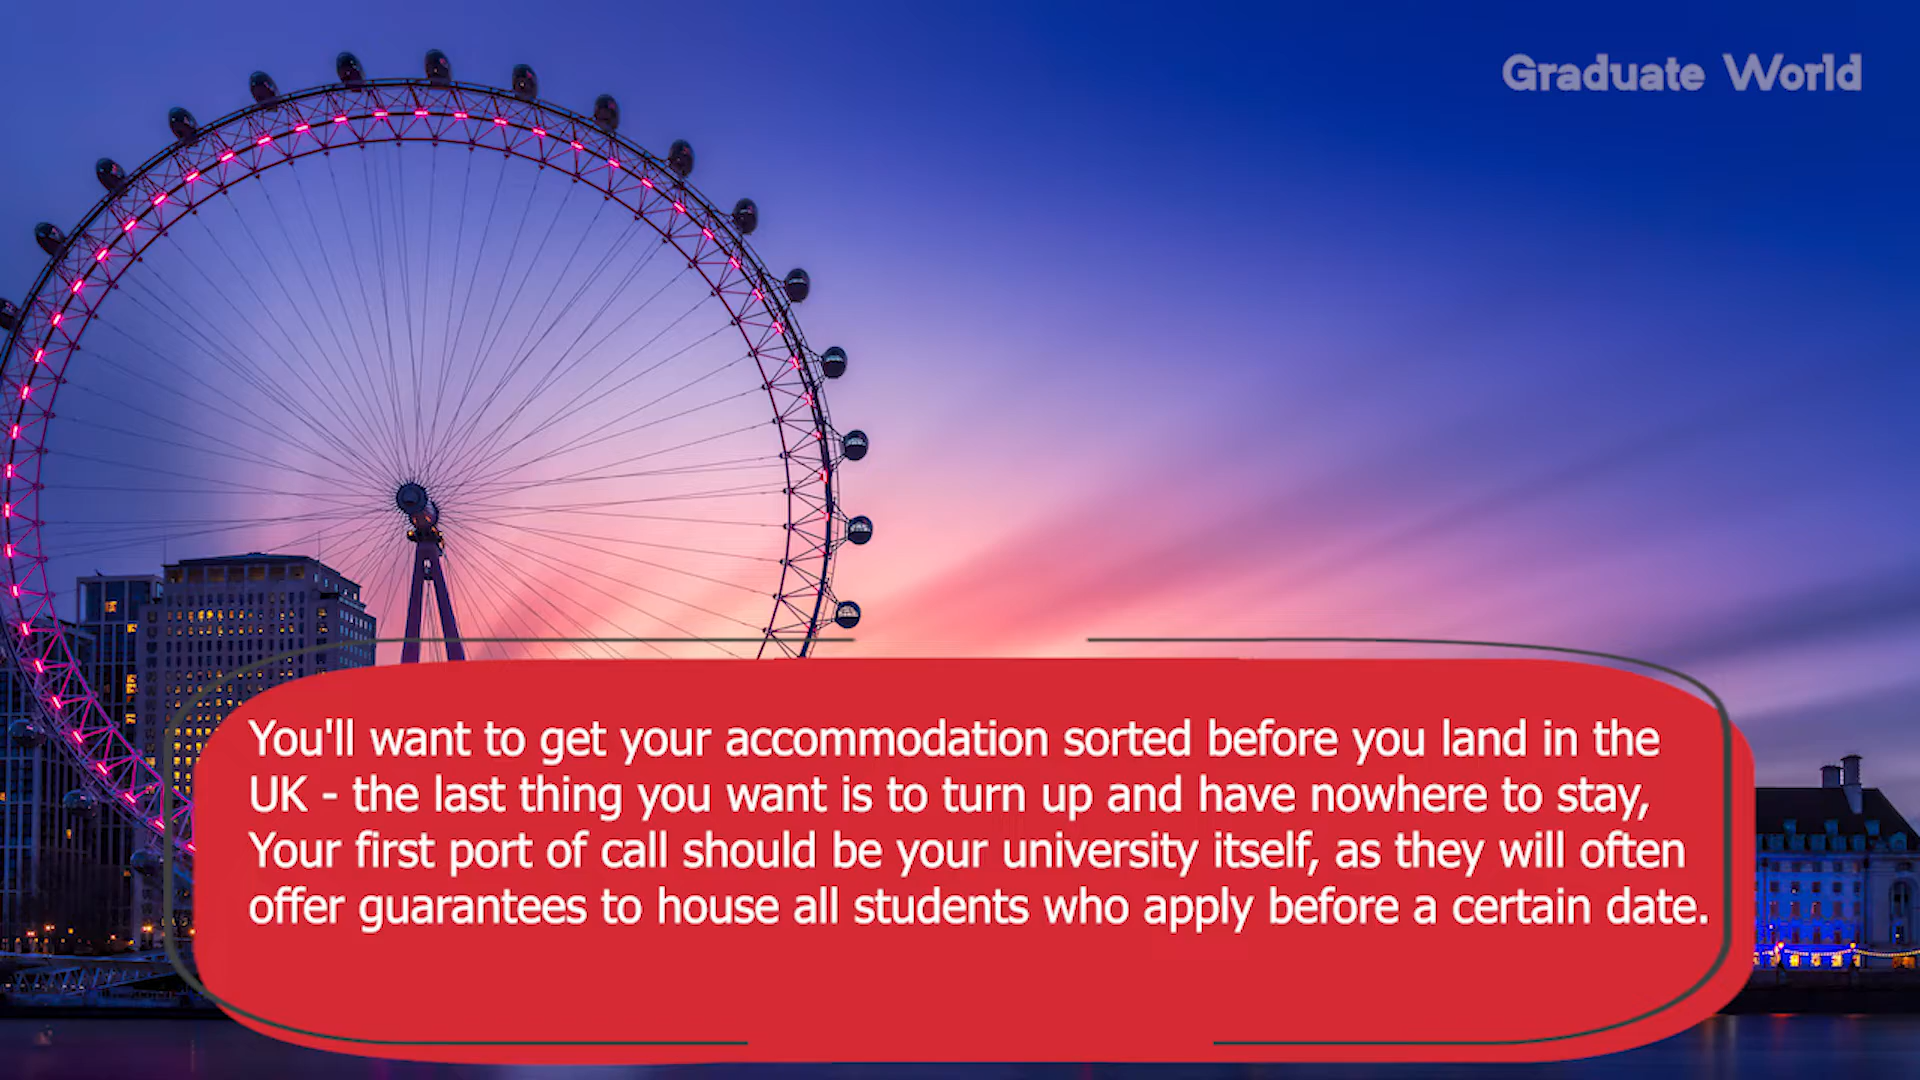 Graduate World
You'll want to get your accommodation sorted before you land in the
UK - the last thing you want is to turn up and have nowhere to stay,
Your first port of call should be your university itself, as they will often
offer guarantees to house all students who apply before a certain date.